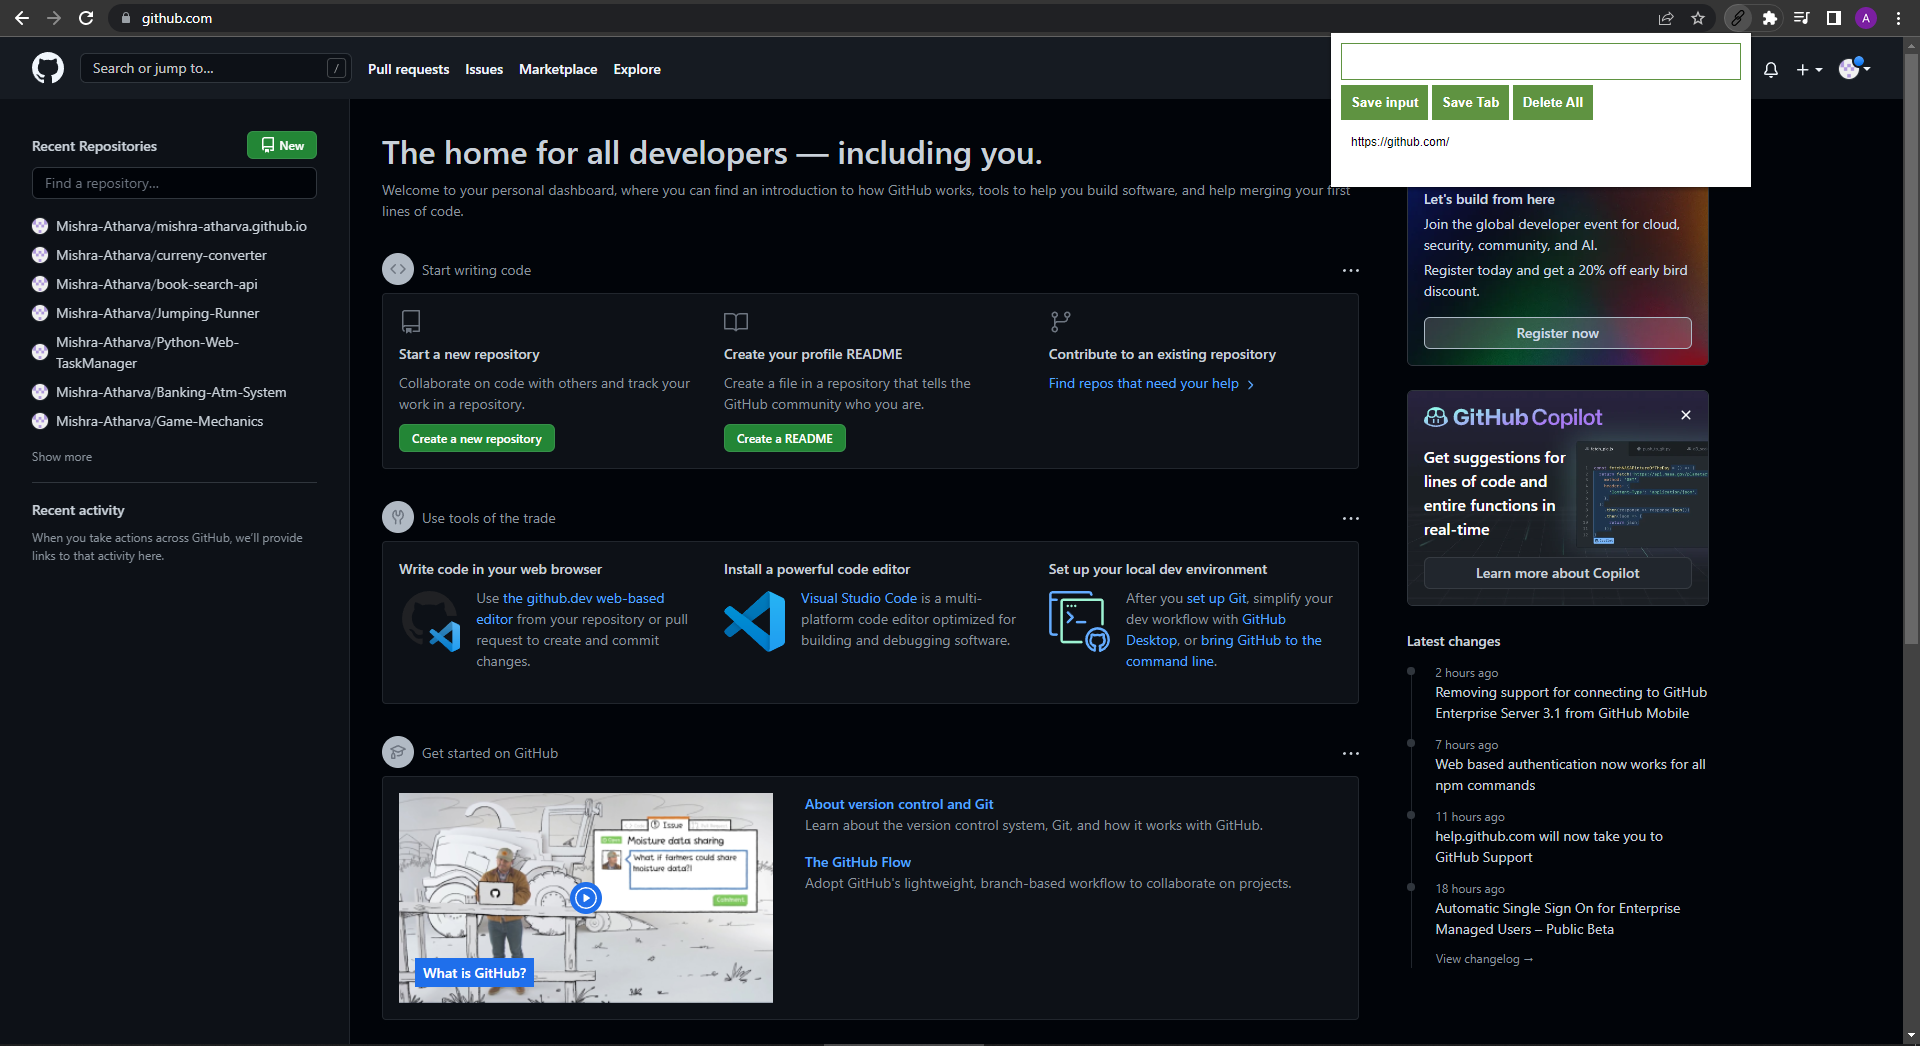 github.com
A
Search or jump to...
/
Pull requests
Issues
Marketplace
Explore
Save input
Save Tab
Delete All
https://github.com/
Recent Repositories
New
Find a repository...
Mishra-Atharva/mishra-atharva.github.io
Mishra-Atharva/curreny-converter
Mishra-Atharva/book-search-api
Mishra-Atharva/Jumping-Runner
Mishra-Atharva/Python-Web-
TaskManager
Mishra-Atharva/Banking-Atm-System
Mishra-Atharva/Game-Mechanics
Show more
Recent activity
When you take actions across GitHub, we'll provide
links to that activity here.
The home for all developers — including you.
Welcome to your personal dashboard, where you can find an introduction to how GitHub works, tools to help you build software, and help merging your first
lines of code.
Start writing code
Start a new repository
Collaborate on code with others and track your
work in a repository.
Create a new repository
Create your profile README
Create a file in a repository that tells the
GitHub community who you are.
Create a README
Contribute to an existing repository
Find repos that need your help
Use tools of the trade
Write code in your web browser
Use the github.dev web-based
editor from your repository or pull
request to create and commit
changes.
Install a powerful code editor
Visual Studio Code is a multi-
platform code editor optimized for
building and debugging software.
Set up your local dev environment
After you set up Git, simplify your
dev workflow with GitHub
Desktop, or bring GitHub to the
command line.
Get started on GitHub
Issue
Moisture data sharing
What if farmers could share
moisture data?!
Comment
What is GitHub?
About version control and Git
Learn about the version control system, Git, and how it works with GitHub.
The GitHub Flow
Adopt GitHub's lightweight, branch-based workflow to collaborate on projects.
Let's build from here
Join the global developer event for cloud,
security, community, and AI.
Register today and get a 20% off early bird
discount.
Register now
GitHub Copilot
Get suggestions for
lines of code and
entire functions in
real-time
Learn more about Copilot
Latest changes
2 hours ago
Removing support for connecting to GitHub
Enterprise Server 3.1 from GitHub Mobile
7 hours ago
Web based authentication now works for all
npm commands
11 hours ago
help.github.com will now take you to
GitHub Support
18 hours ago
Automatic Single Sign On for Enterprise
Managed Users – Public Beta
View changelog →